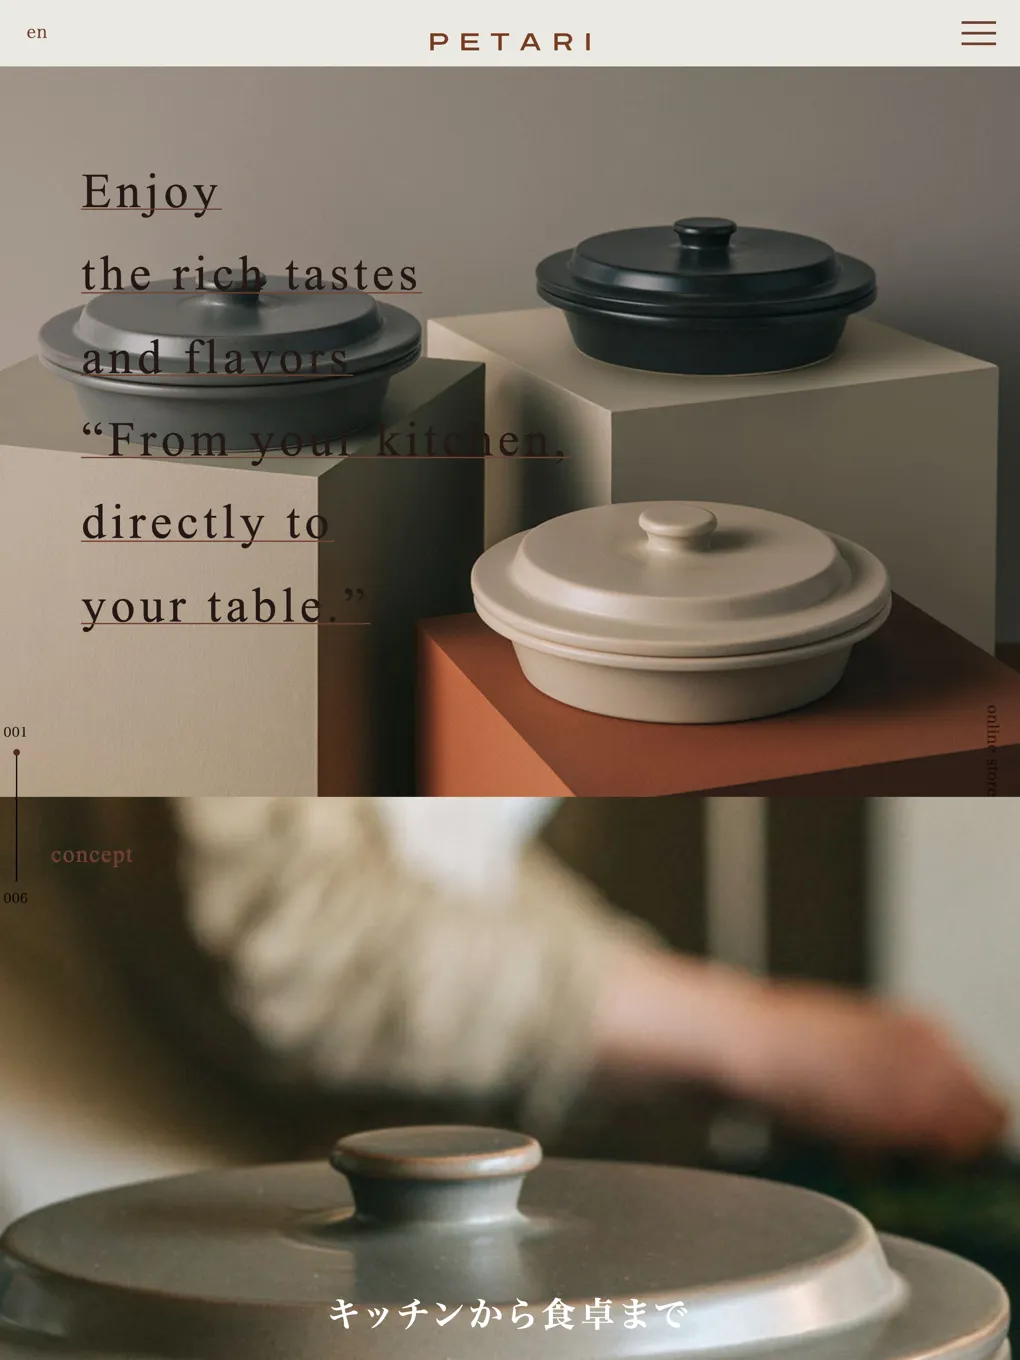 en
PETARI
Enjoy
the rich tastes
and flavors
“From your kitchen,
directly to
your table.”
001
online store
concept
006
キッチンから食卓まで